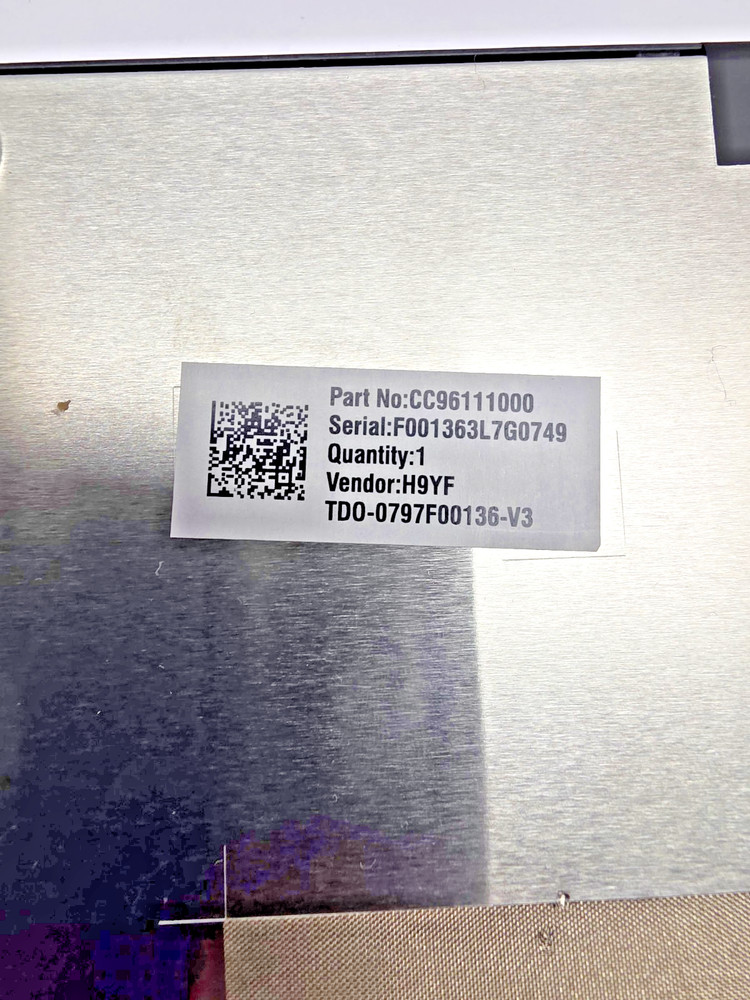 Part No:CC96111000
Serial:F001363L7G0749
Quantity:1
Vendor:H9YF
TDO-0797F00136-V3